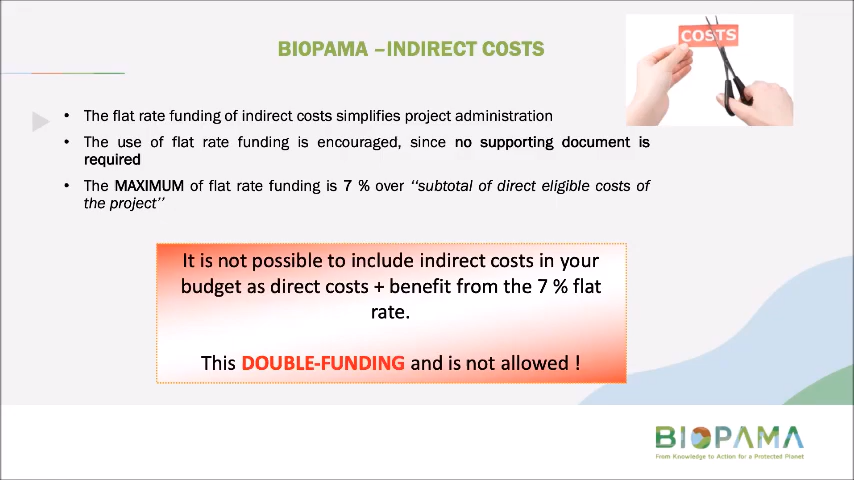 BIOPAMA –INDIRECT COSTS
COSTS
• The flat rate funding of indirect costs simplifies project administration
• The use of flat rate funding is encouraged, since no supporting document is
required
• The MAXIMUM of flat rate funding is 7 % over ‘‘subtotal of direct eligible costs of
the project’’
It is not possible to include indirect costs in your
budget as direct costs + benefit from the 7 % flat
rate.
This DOUBLE-FUNDING and is not allowed !
BIOPAMA
From Knowledge to Action for a Protected Planet